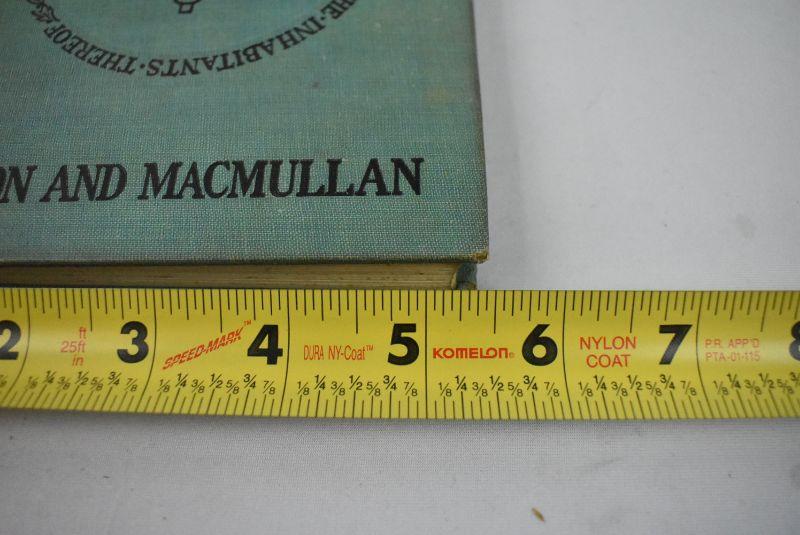 THE·INHABITANTS·THEREOF
ON AND MACMULLAN
2 ft 25ft in 3 SPEED-MARK™ 4 DURA NY-Coat™ 5 KOMELON® 6 NYLON COAT 7 P.R. APP'D PTA-01-115 8
1/8 1/4 3/8 1/2 5/8 3/4 7/8 1/8 1/4 3/8 1/2 5/8 3/4 7/8 1/8 1/4 3/8 1/2 5/8 3/4 7/8 1/8 1/4 3/8 1/2 5/8 3/4 7/8 1/8 1/4 3/8 1/2 5/8 3/4 7/8 1/8 1/4 3/8 1/2 5/8